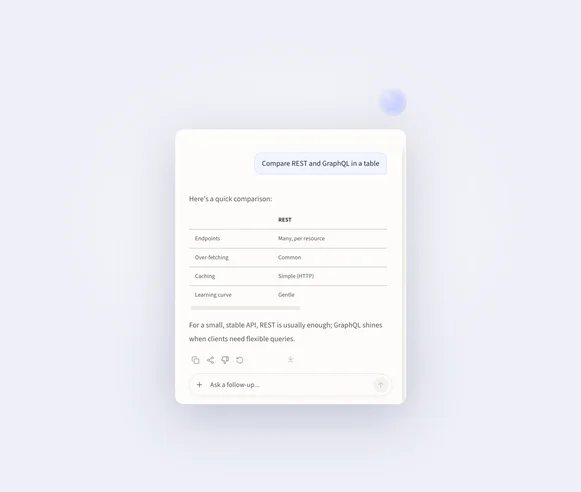 Compare REST and GraphQL in a table
Here's a quick comparison:
REST
Endpoints Many, per resource
Over-fetching Common
Caching Simple (HTTP)
Learning curve Gentle
For a small, stable API, REST is usually enough; GraphQL shines
when clients need flexible queries.
Ask a follow-up...